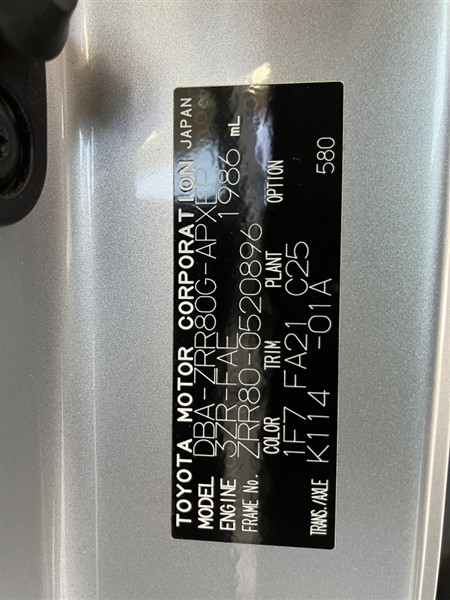 TOYOTA MOTOR CORPORATION JAPAN
MODEL DBA-ZRR80G-APXEP
ENGINE 3ZR-FAE 1986 mL
FRAME No. ZRR80-0520896
COLOR TRIM PLANT OPTION
1F7 FA21 C25
TRANS./AXLE K114 -01A 580